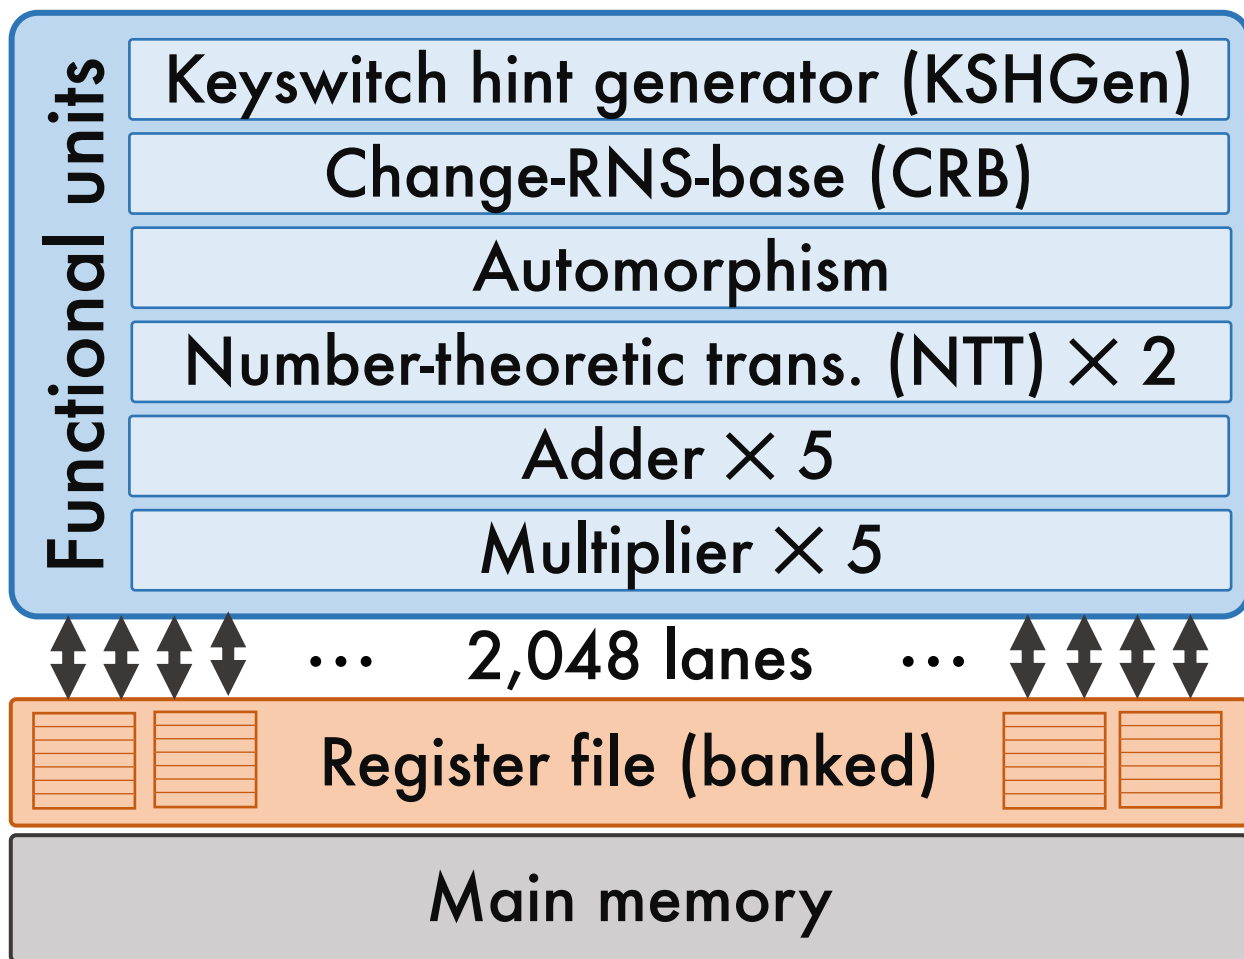 Functional units
Keyswitch hint generator (KSHGen)
Change-RNS-base (CRB)
Automorphism
Number-theoretic trans. (NTT) × 2
Adder × 5
Multiplier × 5
... 2,048 lanes ...
Register file (banked)
Main memory